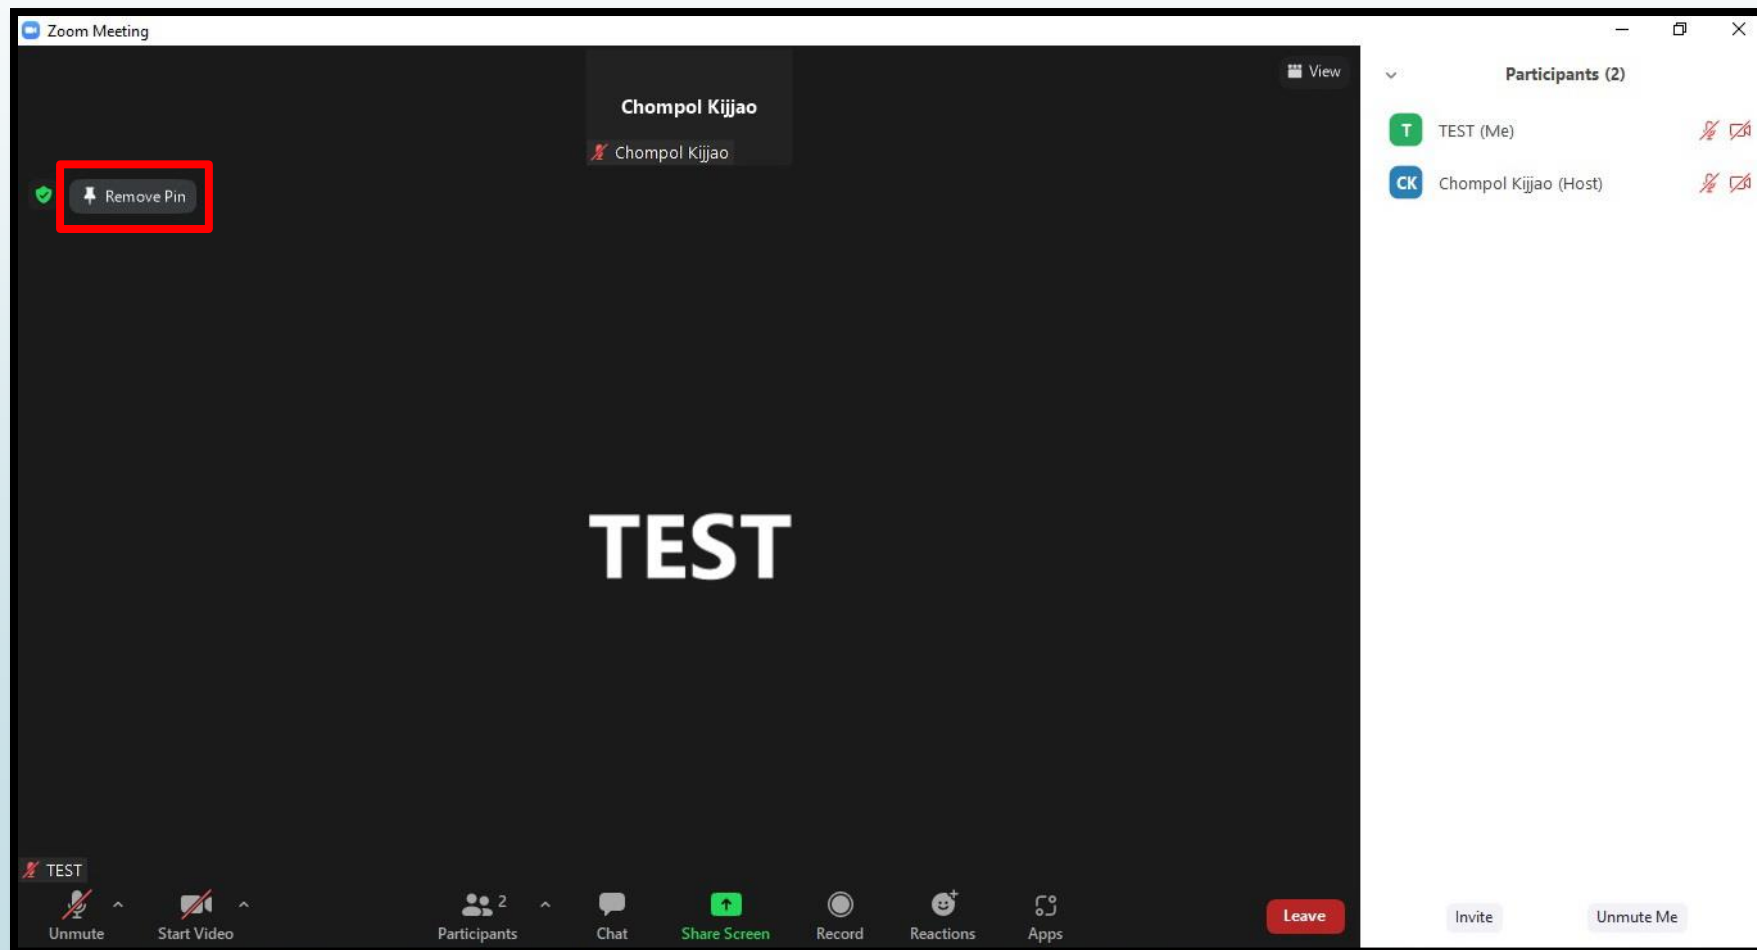 Zoom Meeting
View
Participants (2)
Chompol Kijjao
Chompol Kijjao
T TEST (Me)
CK Chompol Kijjao (Host)
Remove Pin
TEST
TEST
2
Unmute
Start Video
Participants
Chat
Share Screen
Record
Reactions
Apps
Leave
Invite
Unmute Me